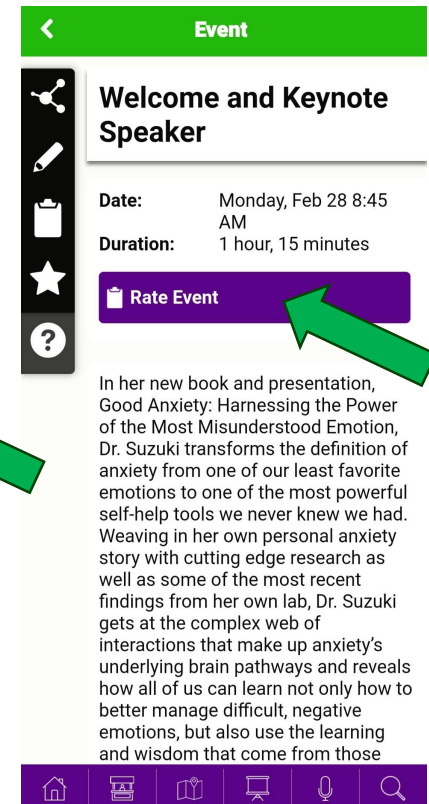 Event
Welcome and Keynote
Speaker
Date: Monday, Feb 28 8:45
AM
Duration: 1 hour, 15 minutes
Rate Event
?
In her new book and presentation,
Good Anxiety: Harnessing the Power
of the Most Misunderstood Emotion,
Dr. Suzuki transforms the definition of
anxiety from one of our least favorite
emotions to one of the most powerful
self-help tools we never knew we had.
Weaving in her own personal anxiety
story with cutting edge research as
well as some of the most recent
findings from her own lab, Dr. Suzuki
gets at the complex web of
interactions that make up anxiety's
underlying brain pathways and reveals
how all of us can learn not only how to
better manage difficult, negative
emotions, but also use the learning
and wisdom that come from those
A